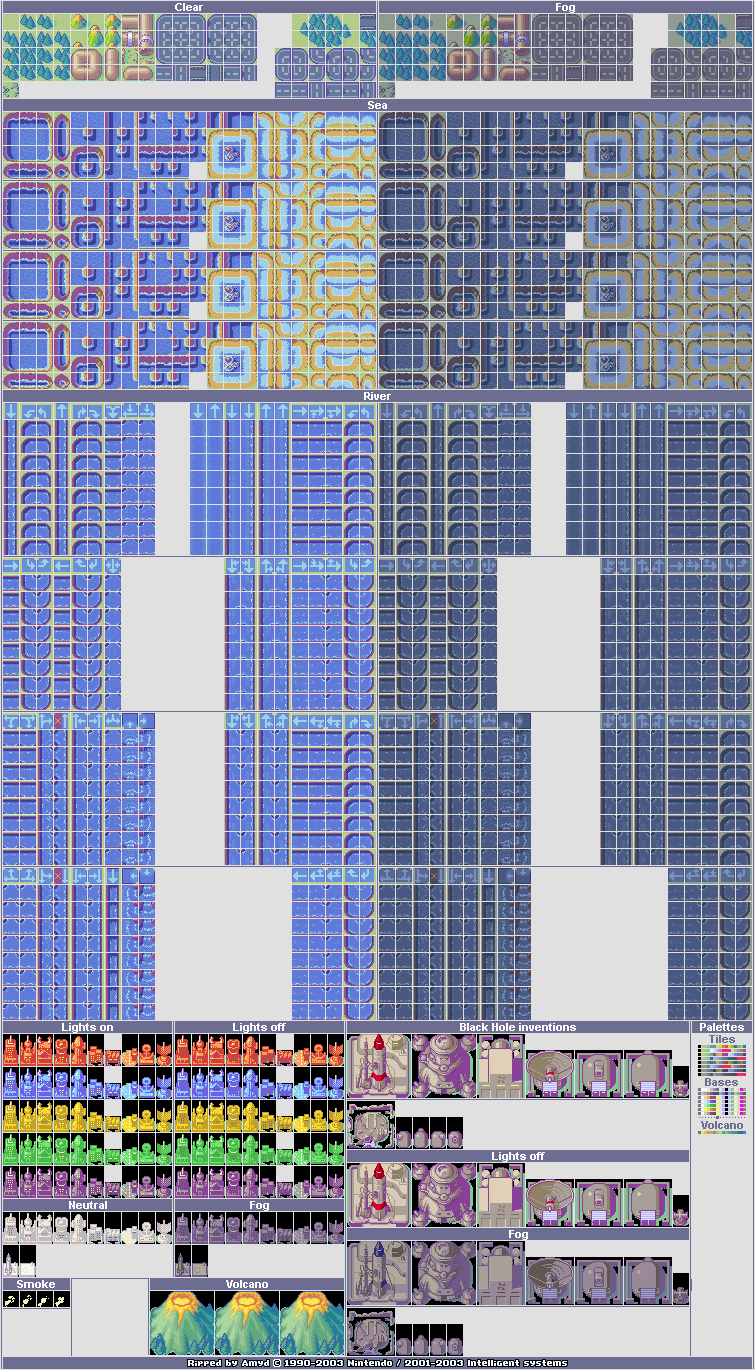 Clear
Fog
Sea
River
Lights on
Lights off
Black Hole inventions
Palettes
Tiles
Bases
Volcano
Lights off
Neutral
Fog
Fog
Smoke
Volcano
Ripped by Amyd © 1990-2003 Nintendo / 2001-2003 Intelligent systems